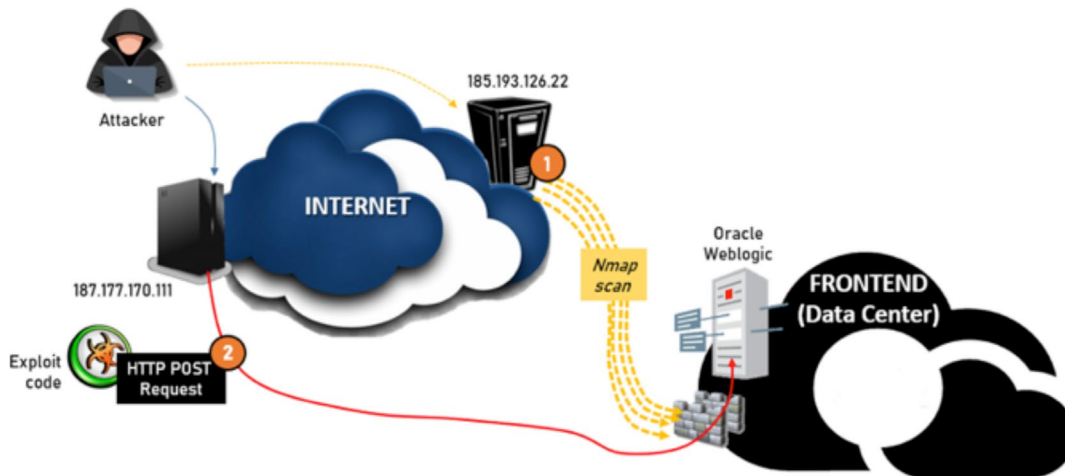 185.193.126.22
Attacker
1
INTERNET
Oracle
Weblogic
Nmap
scan
FRONTEND
(Data Center)
187.177.170.111
2
Exploit
code
HTTP POST
Request